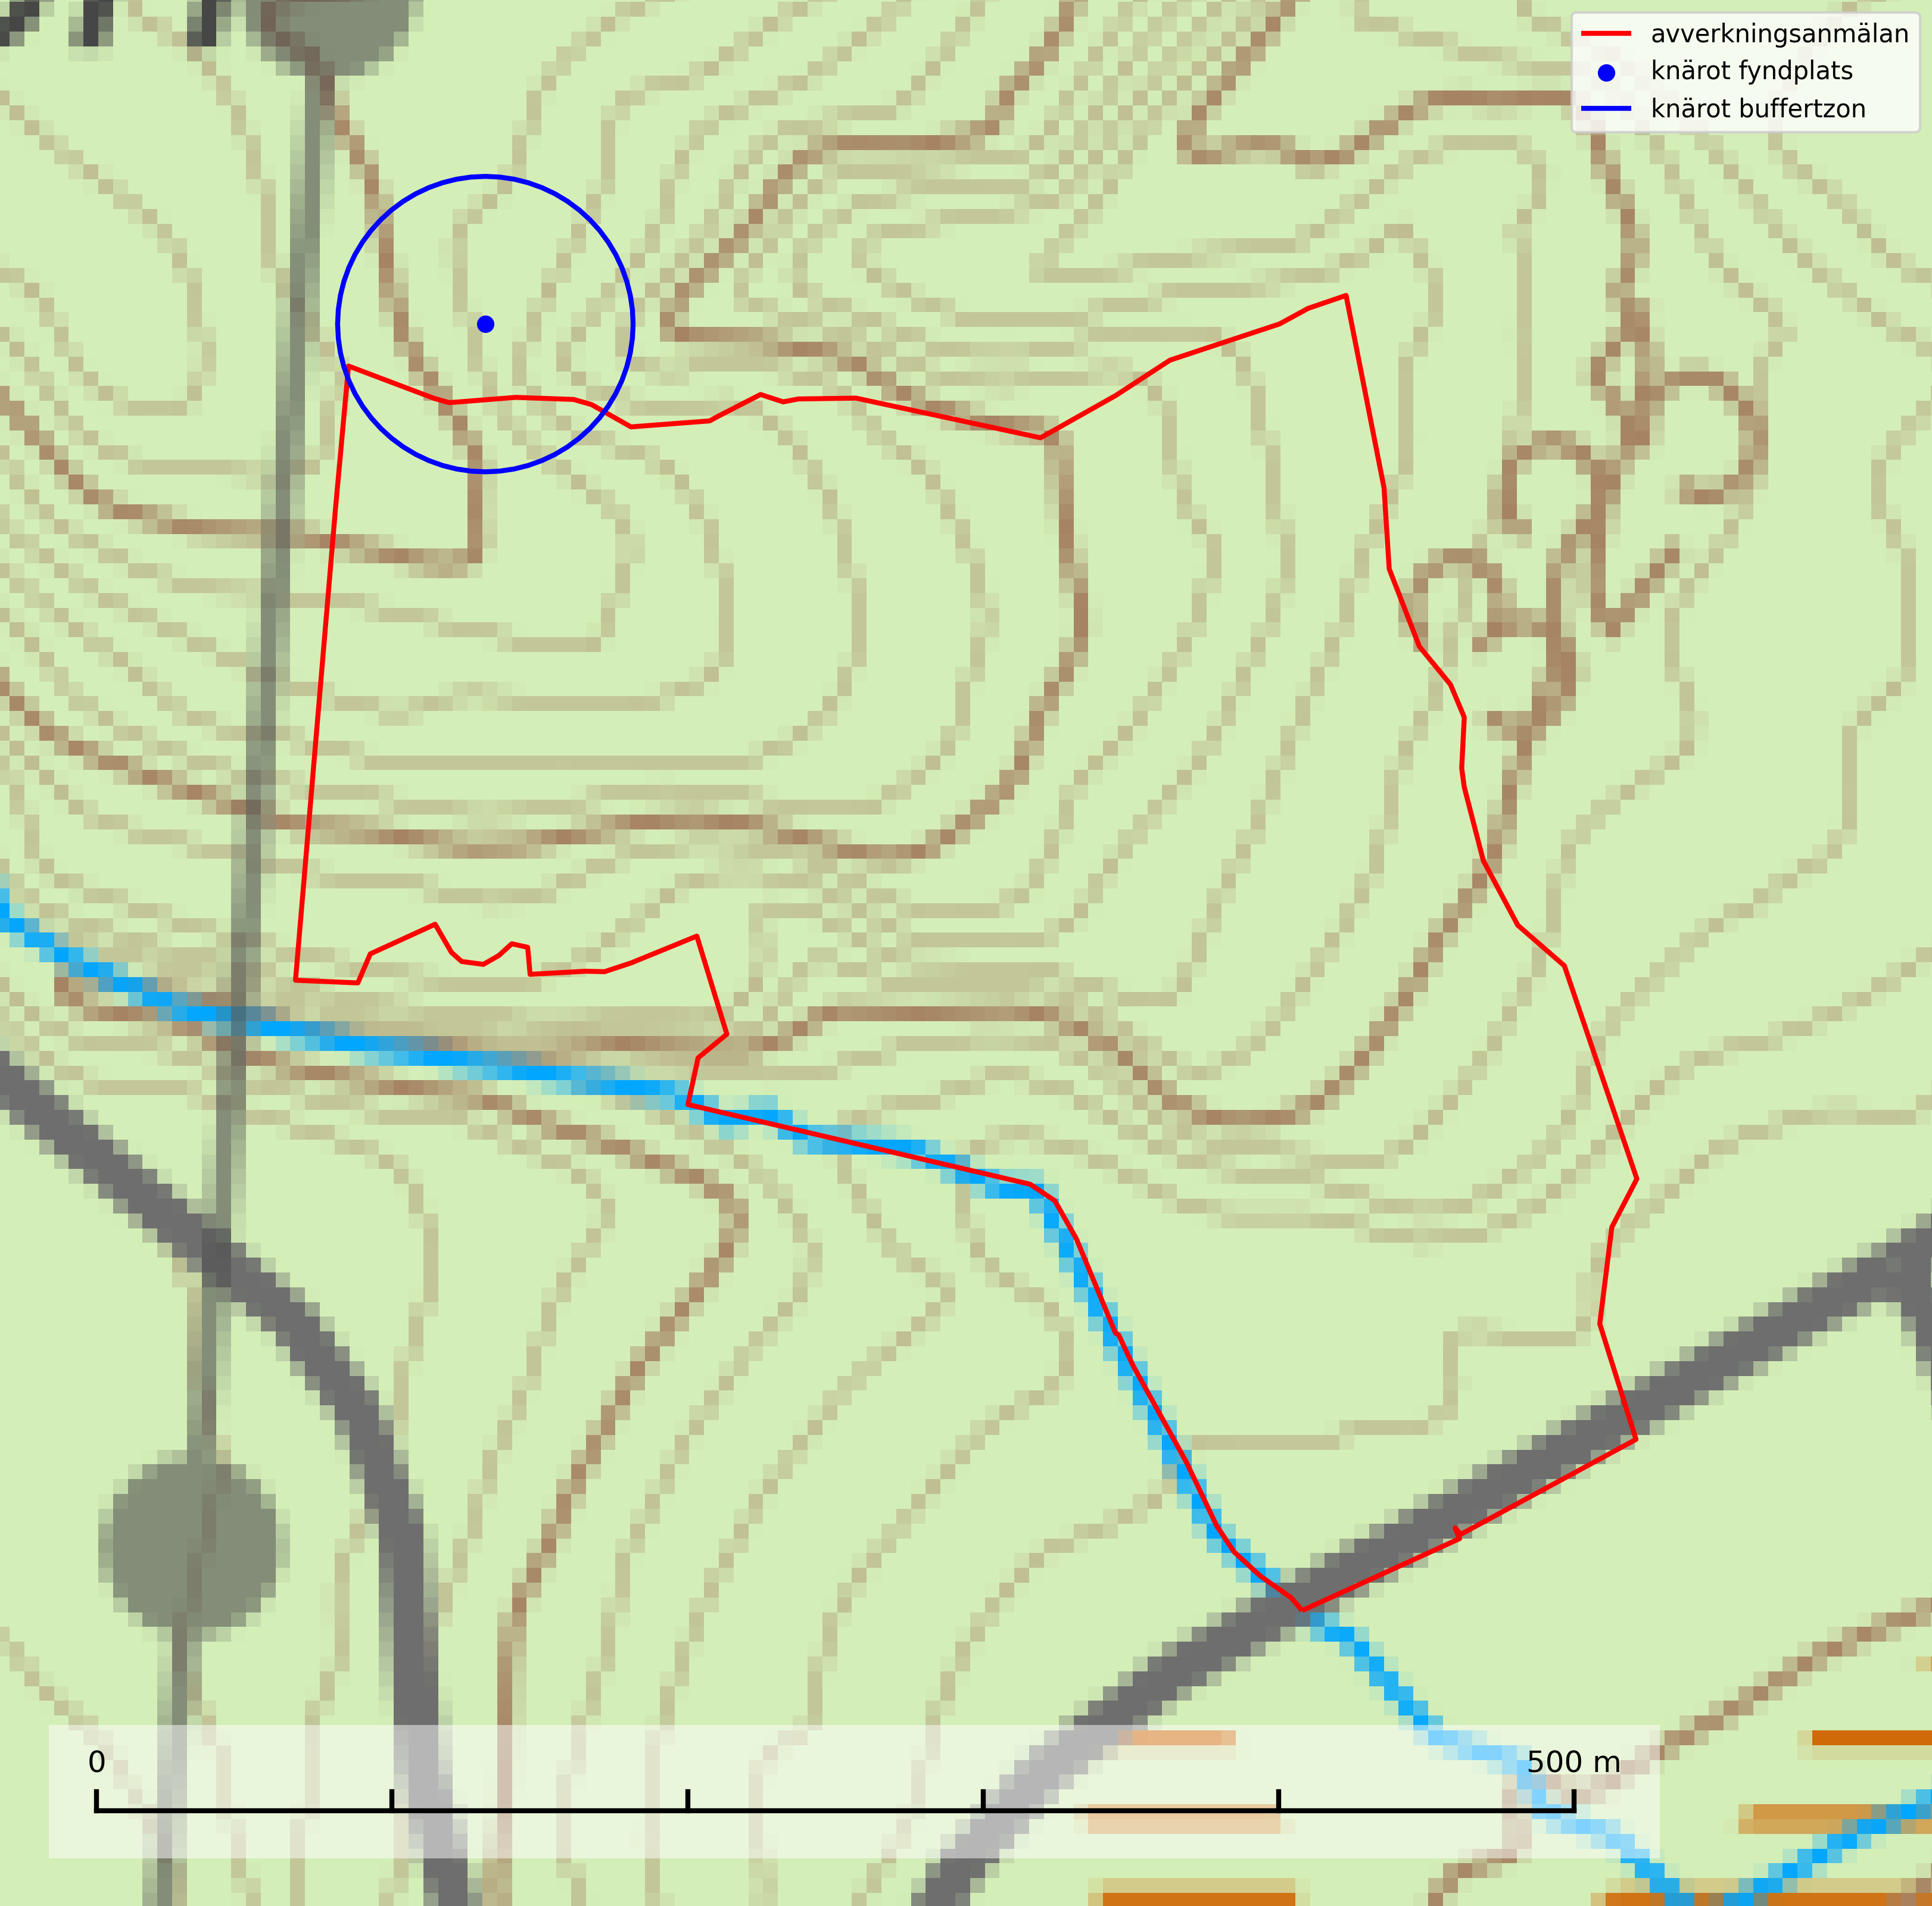 avverkningsanmälan
knärot fyndplats
knärot buffertzon
0 500 m